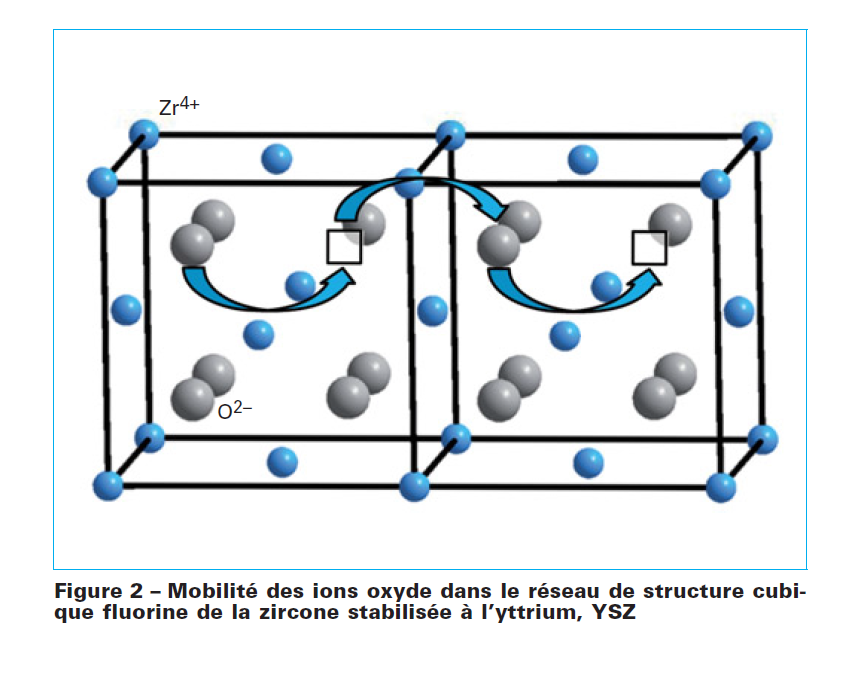 Zr4+
O2–
Figure 2 – Mobilité des ions oxyde dans le réseau de structure cubi-
que fluorine de la zircone stabilisée à l’yttrium, YSZ